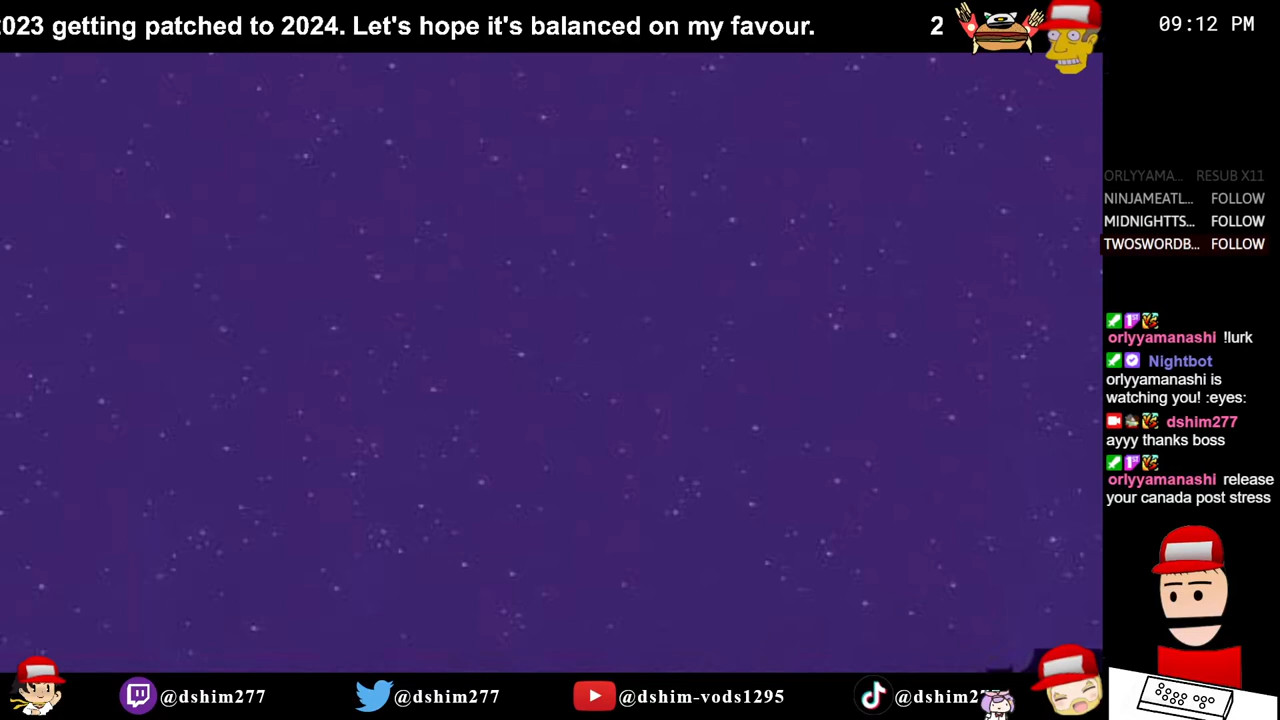 2023 getting patched to 2024. Let's hope it's balanced on my favour.
2
09:12 PM
ORLYYAMA... RESUB X11
NINJAMEATL... FOLLOW
MIDNIGHTTS... FOLLOW
TWOSWORDB... FOLLOW
orlyyamanashi !lurk
Nightbot
orlyyamanashi is
watching you! :eyes:
dshim277
ayyy thanks boss
orlyyamanashi release
your canada post stress
@dshim277
@dshim277
@dshim-vods1295
@dshim27